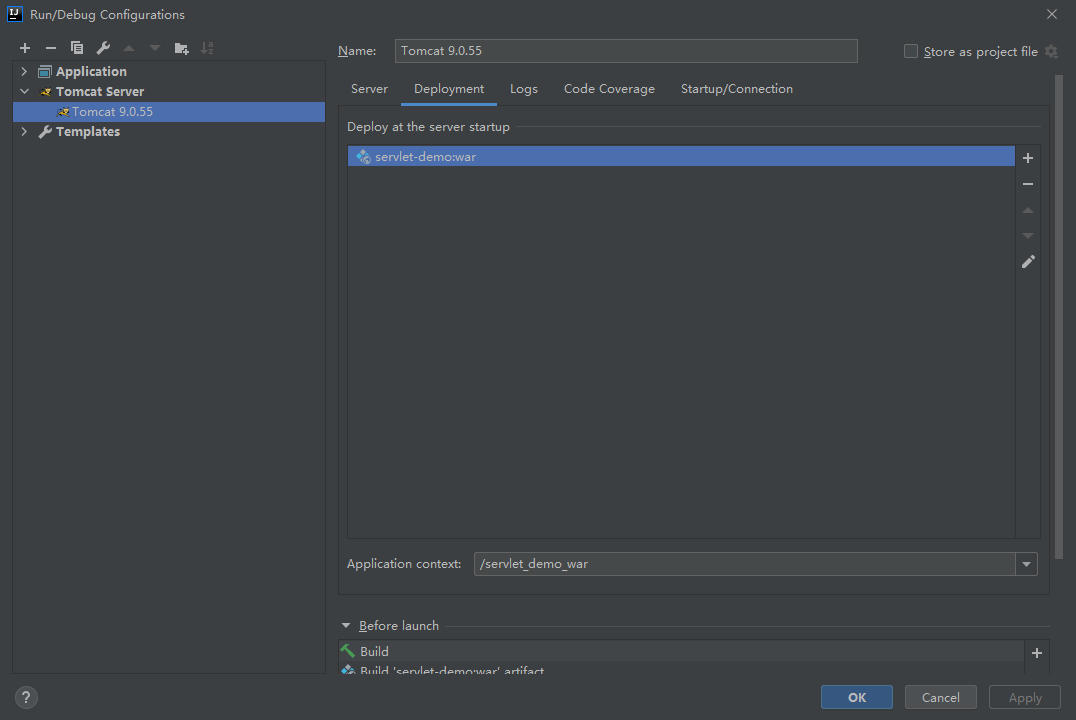 Run/Debug Configurations
Name: Tomcat 9.0.55
Store as project file
Application
Tomcat Server
Tomcat 9.0.55
Templates
Server Deployment Logs Code Coverage Startup/Connection
Deploy at the server startup
servlet-demo:war
Application context: /servlet_demo_war
Before launch
Build
Build 'servlet-demo:war' artifact
? OK Cancel Apply